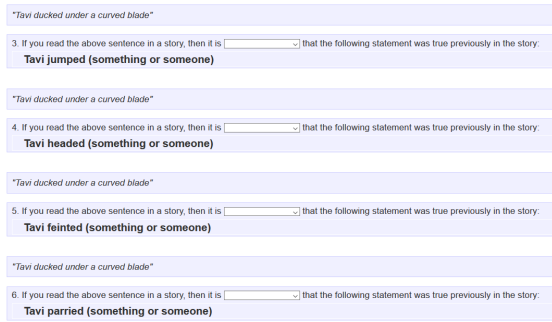 "Tavi ducked under a curved blade"
3. If you read the above sentence in a story, then it is that the following statement was true previously in the story:
Tavi jumped (something or someone)
"Tavi ducked under a curved blade"
4. If you read the above sentence in a story, then it is that the following statement was true previously in the story:
Tavi headed (something or someone)
"Tavi ducked under a curved blade"
5. If you read the above sentence in a story, then it is that the following statement was true previously in the story:
Tavi feinted (something or someone)
"Tavi ducked under a curved blade"
6. If you read the above sentence in a story, then it is that the following statement was true previously in the story:
Tavi parried (something or someone)